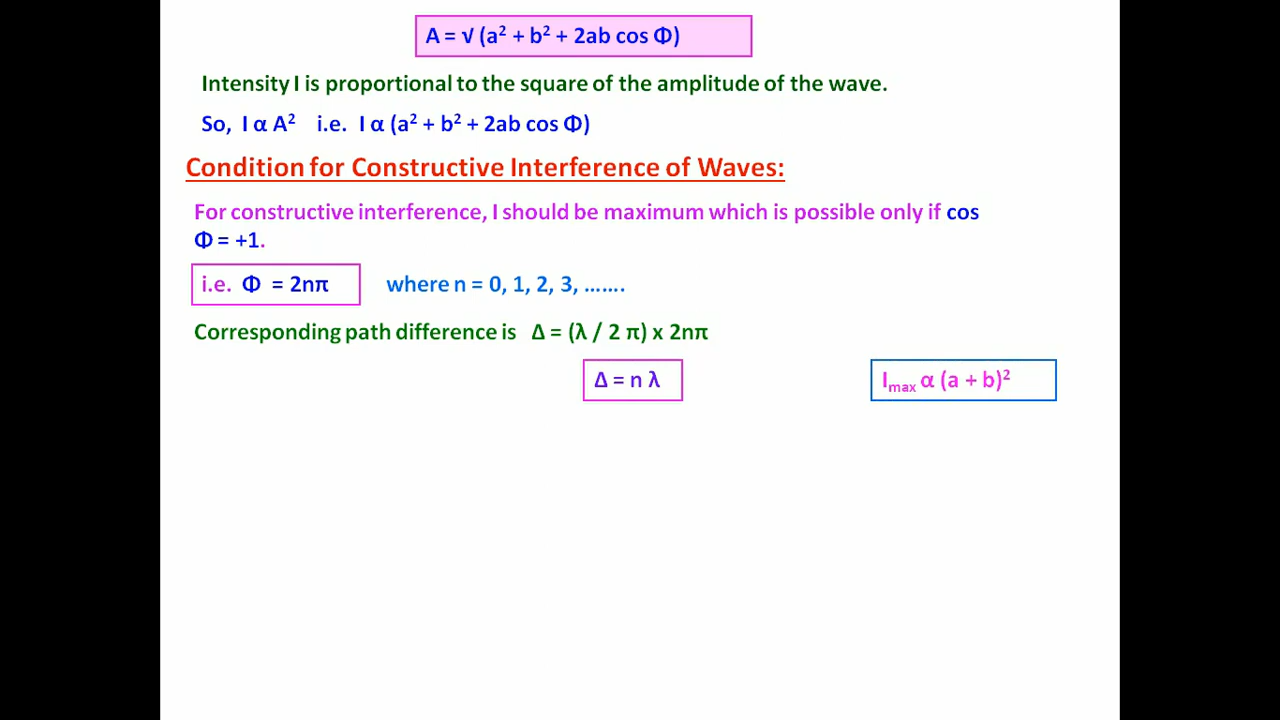 A = √ (a² + b² + 2ab cos Φ)
Intensity I is proportional to the square of the amplitude of the wave.
So, I α A² i.e. I α (a² + b² + 2ab cos Φ)
Condition for Constructive Interference of Waves:
For constructive interference, I should be maximum which is possible only if cos
Φ = +1.
i.e. Φ = 2nπ where n = 0, 1, 2, 3, …….
Corresponding path difference is Δ = (λ / 2 π) x 2nπ
Δ = n λ
Imax α (a + b)²